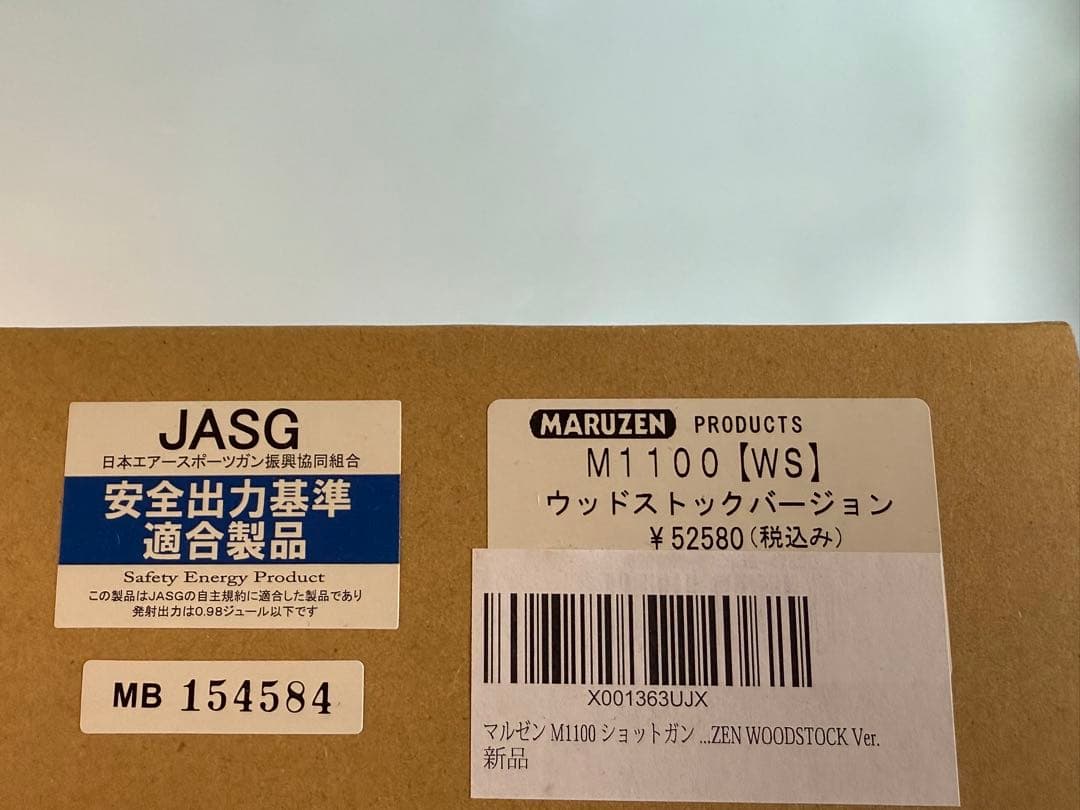 JASG
日本エアースポーツガン振興協同組合
安全出力基準
適合製品
Safety Energy Product
この製品はJASGの自主規約に適合した製品であり
発射出力は0.98ジュール以下です
MB 154584
MARUZEN PRODUCTS
M1100【WS】
ウッドストックバージョン
¥52580(税込み)
X001363UJX
マルゼン M1100 ショットガン ...ZEN WOODSTOCK Ver.
新品